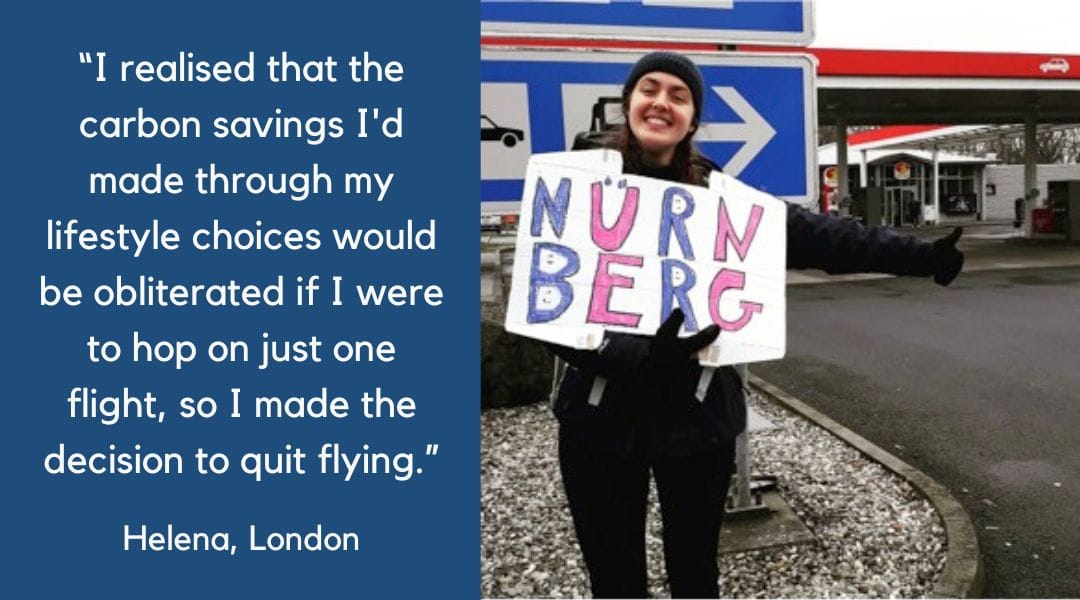 “I realised that the
carbon savings I'd
made through my
lifestyle choices would
be obliterated if I were
to hop on just one
flight, so I made the
decision to quit flying.”
Helena, London
NÜRN
BERG